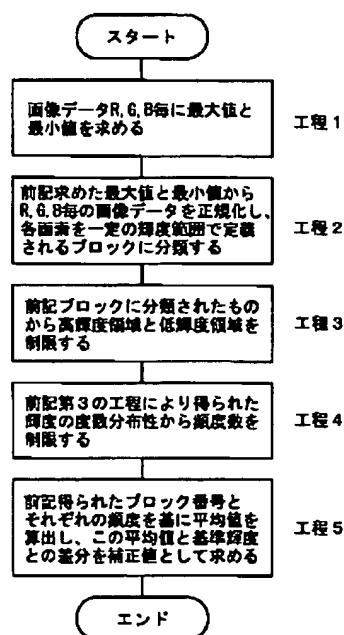 スタート
画像データR,G,B毎に最大値と
最小値を求める
工程1
前記求めた最大値と最小値から
R,G,B毎の画像データを正規化し、
各画素を一定の輝度範囲で定義
されるブロックに分類する
工程2
前記ブロックに分類されたもの
から高輝度領域と低輝度領域を
制限する
工程3
前記第3の工程により得られた
輝度の度数分布性から頻度数を
制限する
工程4
前記得られたブロック番号と
それぞれの頻度を基に平均値を
算出し、この平均値と基準輝度
との差分を補正値として求める
工程5
エンド